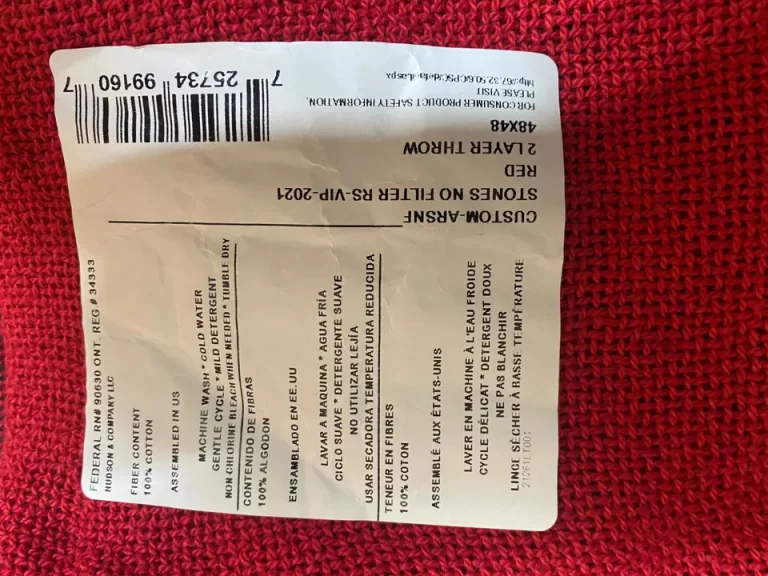 7 25734 99160 7
CUSTOM-ARSNF
STONES NO FILTER RS-VIP-2021
RED
2 LAYER THROW
48X48
FOR CONSUMER PRODUCT SAFETY INFORMATION,
PLEASE VISIT
FEDERAL RN# 90630 ONT. REG # 34333
HUDSON & COMPANY LLC
FIBER CONTENT
100% COTTON
ASSEMBLED IN US
MACHINE WASH * COLD WATER
GENTLE CYCLE * MILD DETERGENT
NON CHLORINE BLEACH WHEN NEEDED * TUMBLE DRY
CONTENIDO DE FIBRAS
100% ALGODON
ENSAMBLADO EN EE.UU
LAVAR A MAQUINA * AGUA FRÍA
CICLO SUAVE * DETERGENTE SUAVE
NO UTILIZAR LEJÍA
USAR SECADORA TEMPERATURA REDUCIDA
TENEUR EN FIBRES
100% COTON
ASSEMBLÉ AUX ÉTATS-UNIS
LAVER EN MACHINE À L'EAU FROIDE
CYCLE DÉLICAT * DETERGENT DOUX
NE PAS BLANCHIR
LINGE SÉCHER À BASSE TEMPÉRATURE